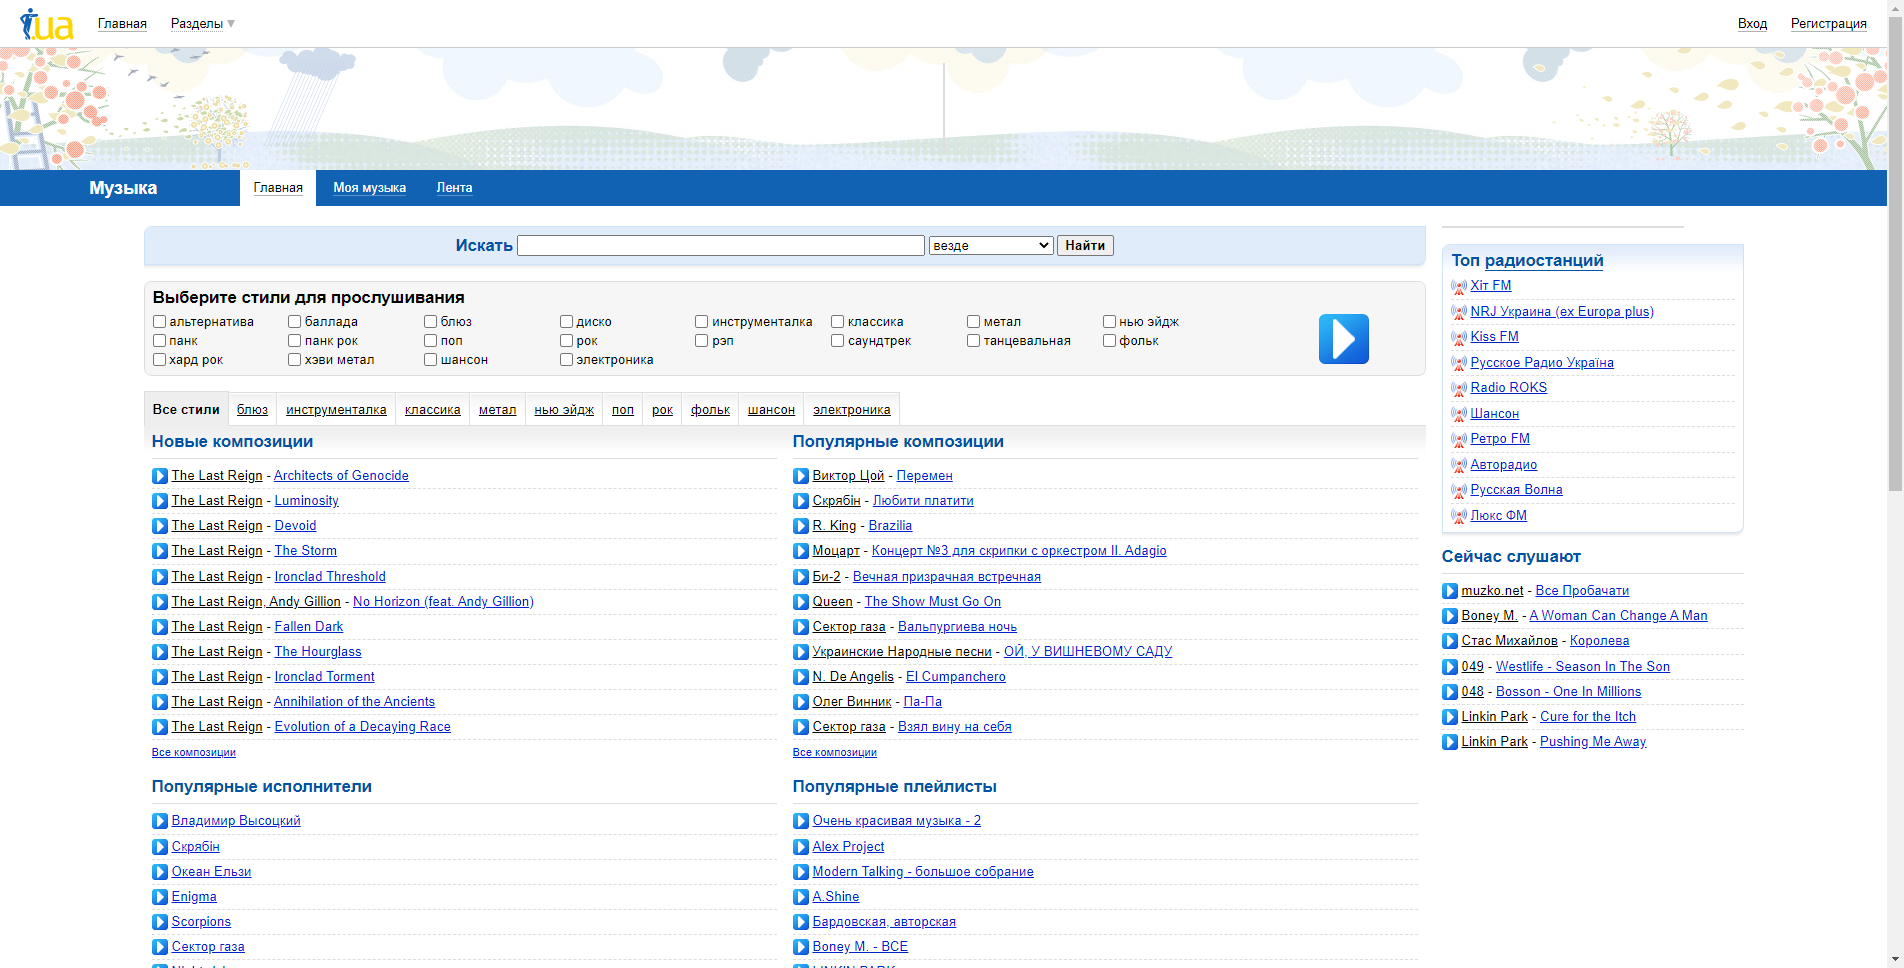 i.ua
Главная
Разделы
Вход
Регистрация
Музыка
Главная
Моя музыка
Лента
Искать
везде
Найти
Выберите стили для прослушивания
альтернатива баллада блюз диско инструменталка классика метал нью эйдж
панк панк рок поп рок рэп саундтрек танцевальная фольк
хард рок хэви метал шансон электроника
Все стили блюз инструменталка классика метал нью эйдж поп рок фольк шансон электроника
Новые композиции
The Last Reign - Architects of Genocide
The Last Reign - Luminosity
The Last Reign - Devoid
The Last Reign - The Storm
The Last Reign - Ironclad Threshold
The Last Reign, Andy Gillion - No Horizon (feat. Andy Gillion)
The Last Reign - Fallen Dark
The Last Reign - The Hourglass
The Last Reign - Ironclad Torment
The Last Reign - Annihilation of the Ancients
The Last Reign - Evolution of a Decaying Race
Все композиции
Популярные композиции
Виктор Цой - Перемен
Скрябін - Любити платити
R. King - Brazilia
Моцарт - Концерт №3 для скрипки с оркестром II. Adagio
Би-2 - Вечная призрачная встречная
Queen - The Show Must Go On
Сектор газа - Вальпургиева ночь
Украинские Народные песни - ОЙ, У ВИШНЕВОМУ САДУ
N. De Angelis - El Cumpanchero
Олег Винник - Па-Па
Сектор газа - Взял вину на себя
Все композиции
Популярные исполнители
Владимир Высоцкий
Скрябін
Океан Ельзи
Enigma
Scorpions
Сектор газа
Популярные плейлисты
Очень красивая музыка - 2
Alex Project
Modern Talking - большое собрание
A.Shine
Бардовская, авторская
Boney M. - ВСЕ
Топ радиостанций
Хіт FM
NRJ Украина (ex Europa plus)
Kiss FM
Русское Радио Україна
Radio ROKS
Шансон
Ретро FM
Авторадио
Русская Волна
Люкс ФМ
Сейчас слушают
muzko.net - Все Пробачати
Boney M. - A Woman Can Change A Man
Стас Михайлов - Королева
049 - Westlife - Season In The Son
048 - Bosson - One In Millions
Linkin Park - Cure for the Itch
Linkin Park - Pushing Me Away